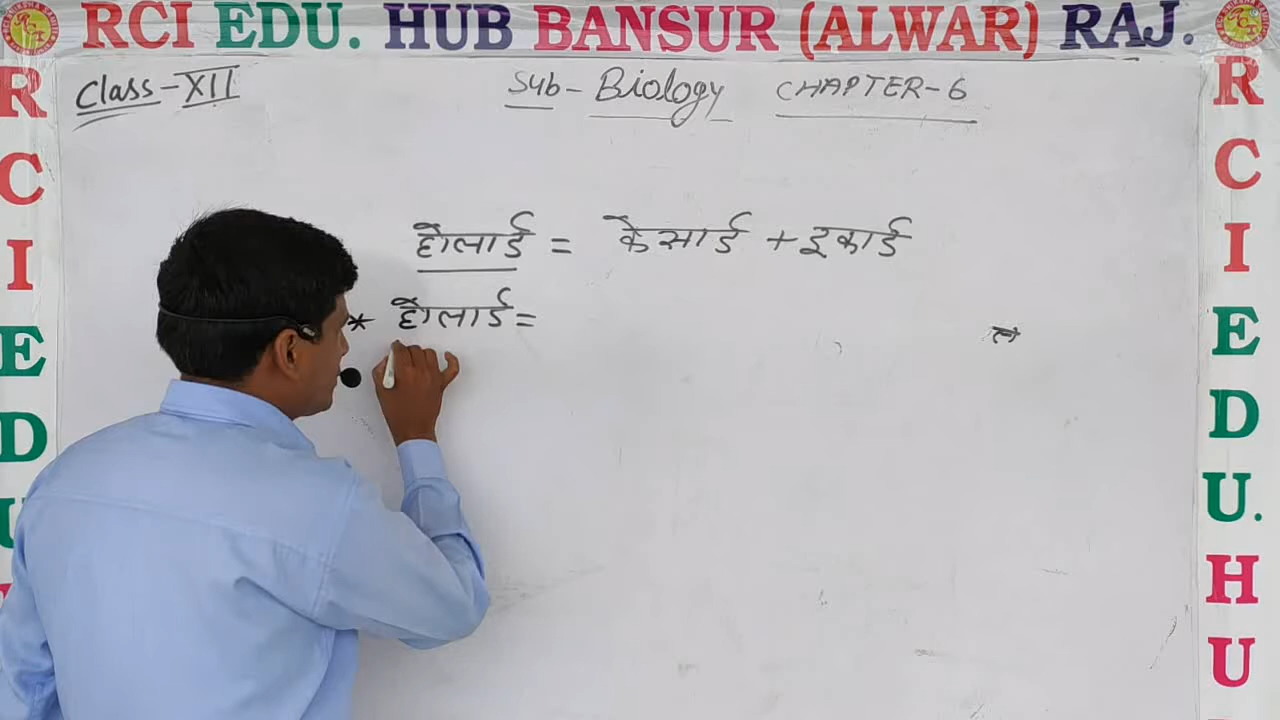 RCI EDU. HUB BANSUR (ALWAR) RAJ.
Class-XII Sub-Biology CHAPTER-6
हौलार्ड = केसार्ड + इकार्ड
* हौलार्ड =
R C I E D U
R C I E D U. H U